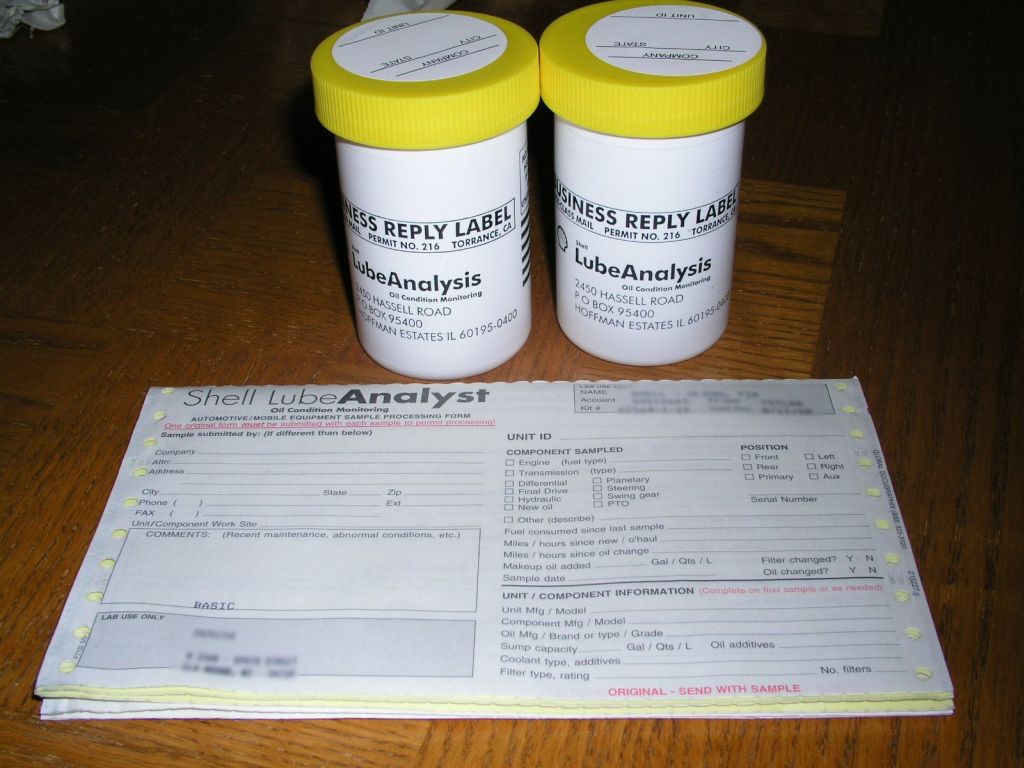 UNIT ID
CITY STATE
COMPANY
UNIT ID
CITY STATE
COMPANY
NESS REPLY LABEL
MAIL PERMIT NO. 216 TORRANCE, CA
Shell
LubeAnalysis
Oil Condition Monitoring
2450 HASSELL ROAD
P O BOX 95400
HOFFMAN ESTATES IL 60195-0400
USINESS REPLY LABEL
CLASS MAIL PERMIT NO. 216 TORRANCE, CA
Shell
LubeAnalysis
Oil Condition Monitoring
2450 HASSELL ROAD
P O BOX 95400
HOFFMAN ESTATES IL 60195-0400
Shell LubeAnalyst
Oil Condition Monitoring
AUTOMOTIVE/MOBILE EQUIPMENT SAMPLE PROCESSING FORM
One original form must be submitted with each sample to permit processing!
Sample submitted by: (If different than below)
Company
Attn:
Address
City State Zip
Phone ( ) Ext
FAX ( )
Unit/Component Work Site
COMMENTS: (Recent maintenance, abnormal conditions, etc.)
BASIC
LAB USE ONLY
LAB USE
NAME
Account
Kit #
UNIT ID
COMPONENT SAMPLED POSITION
Engine (fuel type) Front Left
Transmission (type) Rear Right
Differential Planetary Primary Aux
Final Drive Steering
Hydraulic Swing gear Serial Number
New oil PTO
Other (describe)
Fuel consumed since last sample
Miles / hours since new / o'haul
Miles / hours since oil change
Makeup oil added Gal / Qts / L Filter changed? Y N
Sample date Oil changed? Y N
UNIT / COMPONENT INFORMATION (Complete on first sample or as needed)
Unit Mfg / Model
Component Mfg / Model
Oil Mfg / Brand or type / Grade
Sump capacity Gal / Qts / L Oil additives
Coolant type, additives
Filter type, rating No. filters
ORIGINAL - SEND WITH SAMPLE